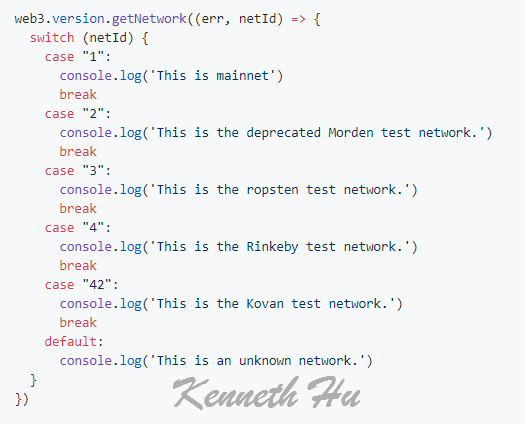 web3.version.getNetwork((err, netId) => {
  switch (netId) {
    case "1":
      console.log('This is mainnet')
      break
    case "2":
      console.log('This is the deprecated Morden test network.')
      break
    case "3":
      console.log('This is the ropsten test network.')
      break
    case "4":
      console.log('This is the Rinkeby test network.')
      break
    case "42":
      console.log('This is the Kovan test network.')
      break
    default:
      console.log('This is an unknown network.')
  }
})
Kenneth Hu